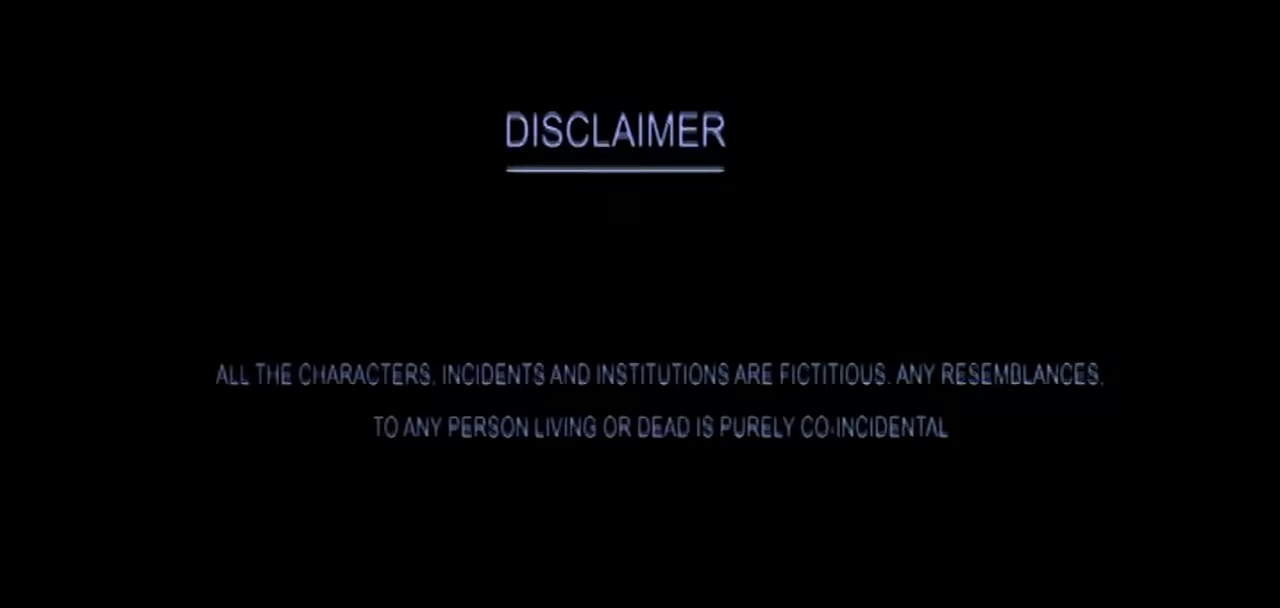 DISCLAIMER
ALL THE CHARACTERS, INCIDENTS AND INSTITUTIONS ARE FICTITIOUS. ANY RESEMBLANCES,
TO ANY PERSON LIVING OR DEAD IS PURELY CO-INCIDENTAL